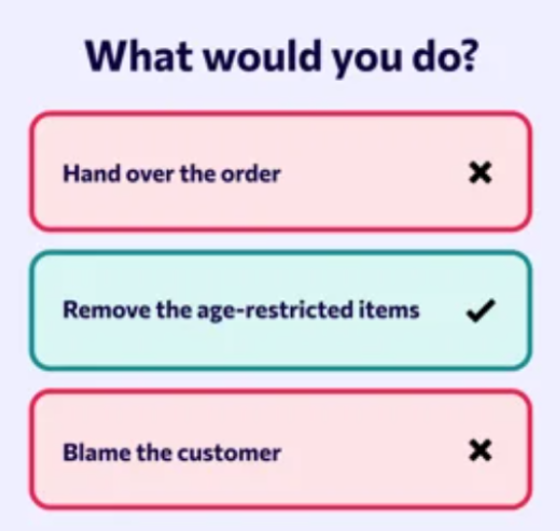 What would you do?
Hand over the order
Remove the age-restricted items
Blame the customer